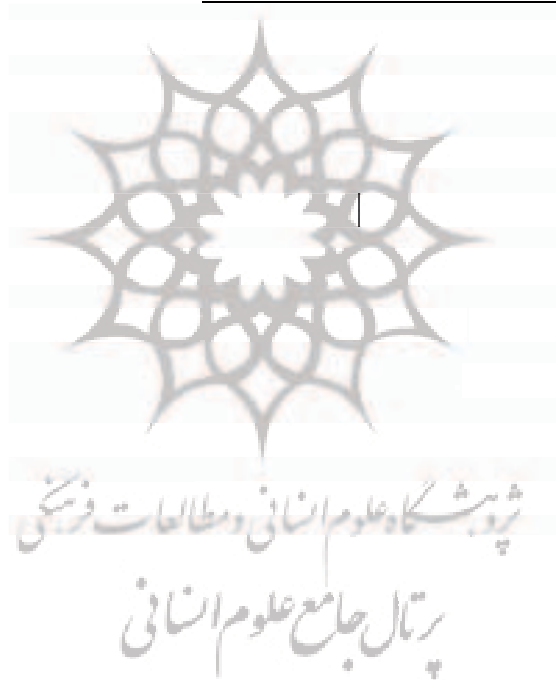 پژوهشگاه علوم انسانی و مطالعات فرهنگی
پرتال جامع علوم انسانی